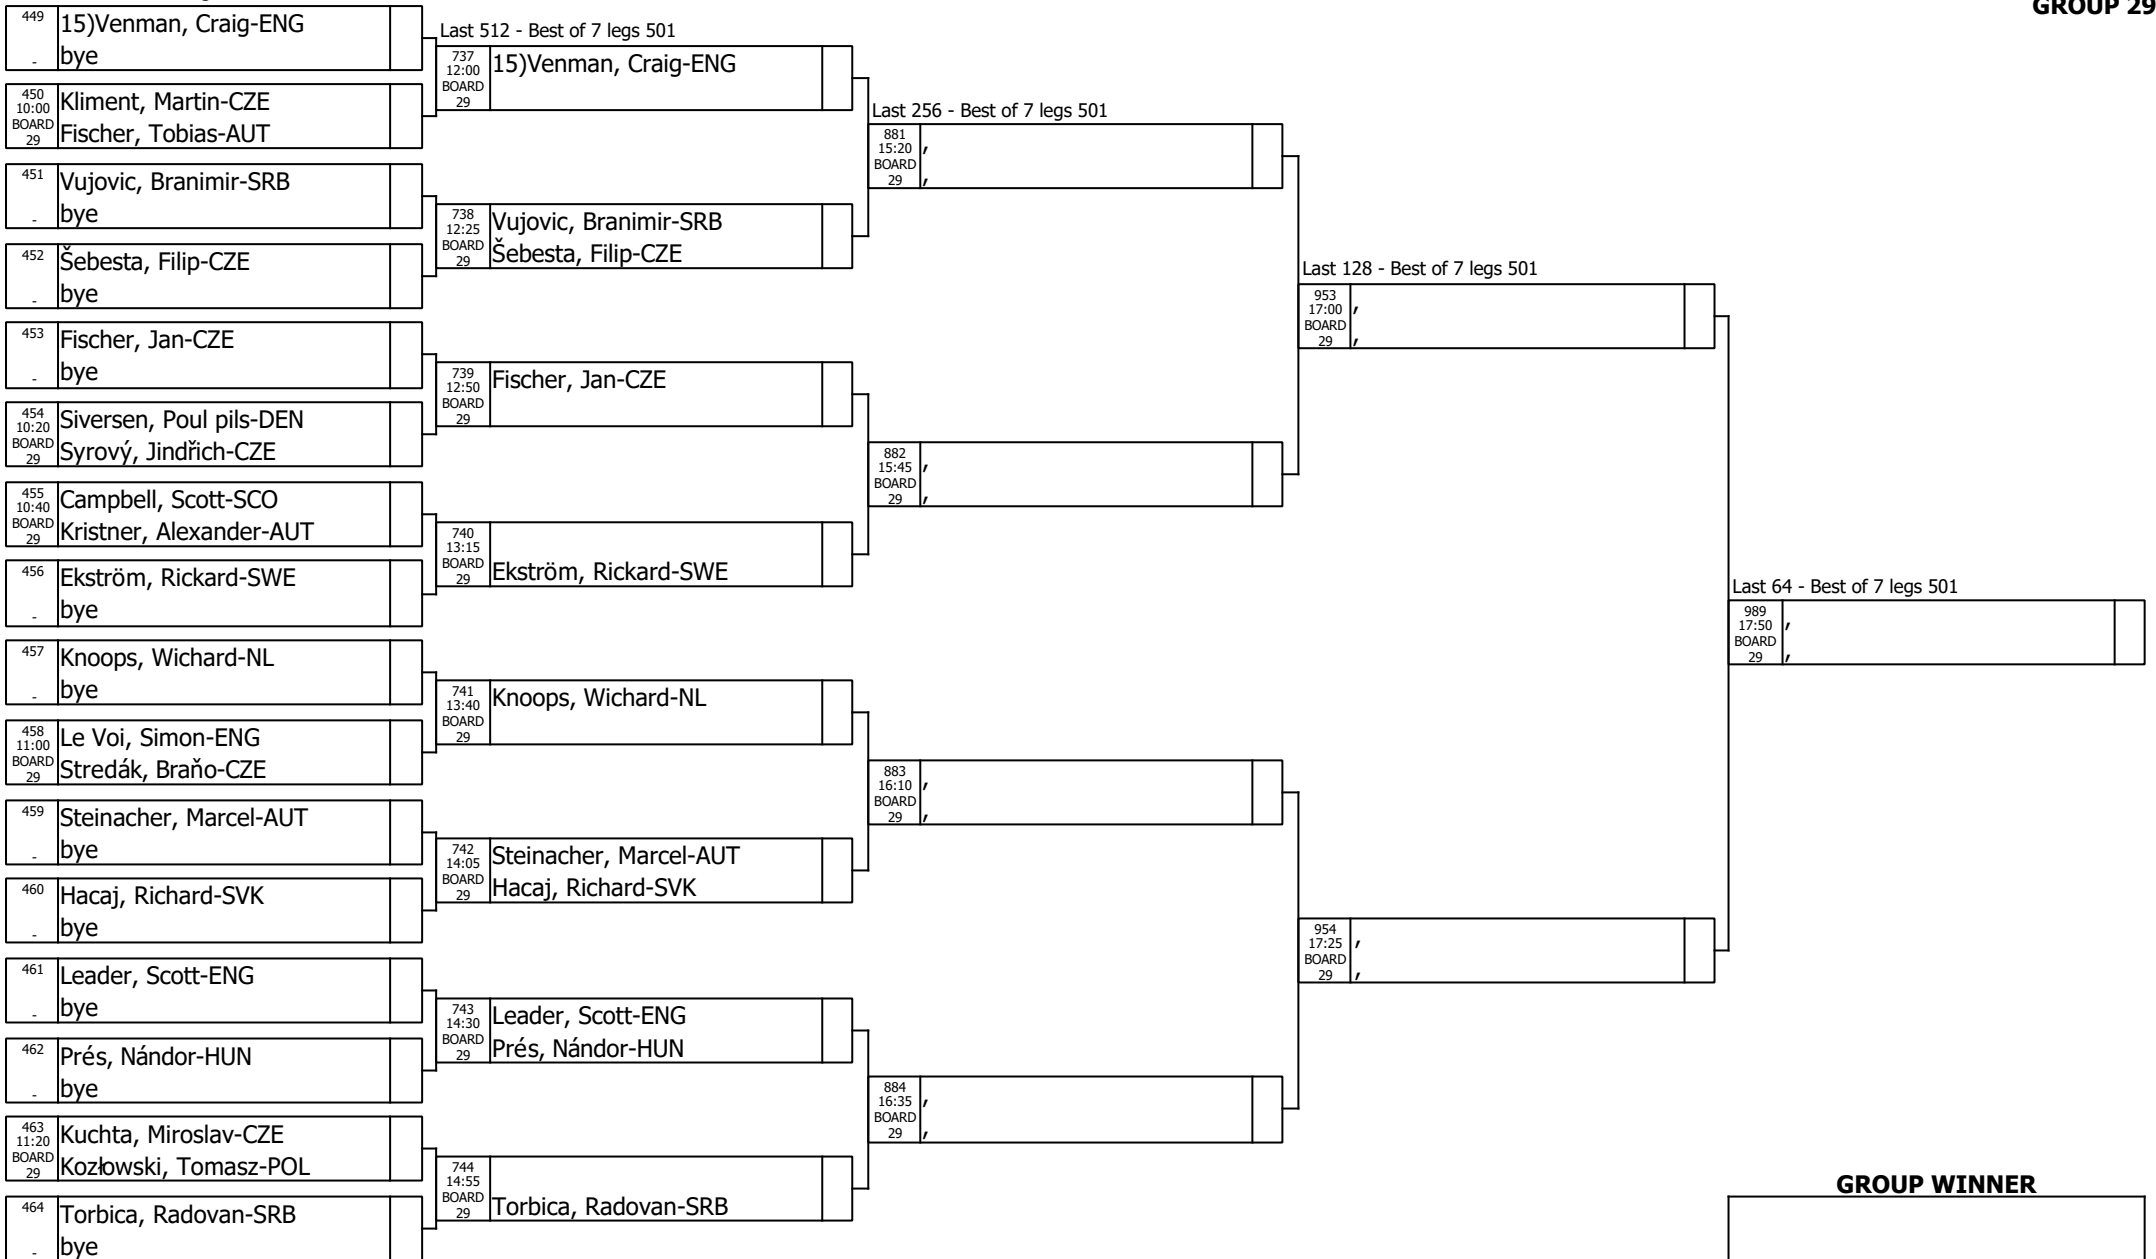 GROUP 29
449
15)Venman, Craig-ENG
-
bye
450
10:00
BOARD
29
Kliment, Martin-CZE
Fischer, Tobias-AUT
451
Vujovic, Branimir-SRB
-
bye
452
Šebesta, Filip-CZE
-
bye
453
Fischer, Jan-CZE
-
bye
454
10:20
BOARD
29
Siversen, Poul pils-DEN
Syrový, Jindřich-CZE
455
10:40
BOARD
29
Campbell, Scott-SCO
Kristner, Alexander-AUT
456
Ekström, Rickard-SWE
-
bye
457
Knoops, Wichard-NL
-
bye
458
11:00
BOARD
29
Le Voi, Simon-ENG
Stredák, Braňo-CZE
459
Steinacher, Marcel-AUT
-
bye
460
Hacaj, Richard-SVK
-
bye
461
Leader, Scott-ENG
-
bye
462
Prés, Nándor-HUN
-
bye
463
11:20
BOARD
29
Kuchta, Miroslav-CZE
Kozłowski, Tomasz-POL
464
Torbica, Radovan-SRB
-
bye
Last 512 - Best of 7 legs 501
737
12:00
BOARD
29
15)Venman, Craig-ENG
738
12:25
BOARD
29
Vujovic, Branimir-SRB
Šebesta, Filip-CZE
739
12:50
BOARD
29
Fischer, Jan-CZE
740
13:15
BOARD
29
Ekström, Rickard-SWE
741
13:40
BOARD
29
Knoops, Wichard-NL
742
14:05
BOARD
29
Steinacher, Marcel-AUT
Hacaj, Richard-SVK
743
14:30
BOARD
29
Leader, Scott-ENG
Prés, Nándor-HUN
744
14:55
BOARD
29
Torbica, Radovan-SRB
Last 256 - Best of 7 legs 501
881
15:20
BOARD
29
,
,
882
15:45
BOARD
29
,
,
883
16:10
BOARD
29
,
,
884
16:35
BOARD
29
,
,
Last 128 - Best of 7 legs 501
953
17:00
BOARD
29
,
,
954
17:25
BOARD
29
,
,
Last 64 - Best of 7 legs 501
989
17:50
BOARD
29
,
,
GROUP WINNER